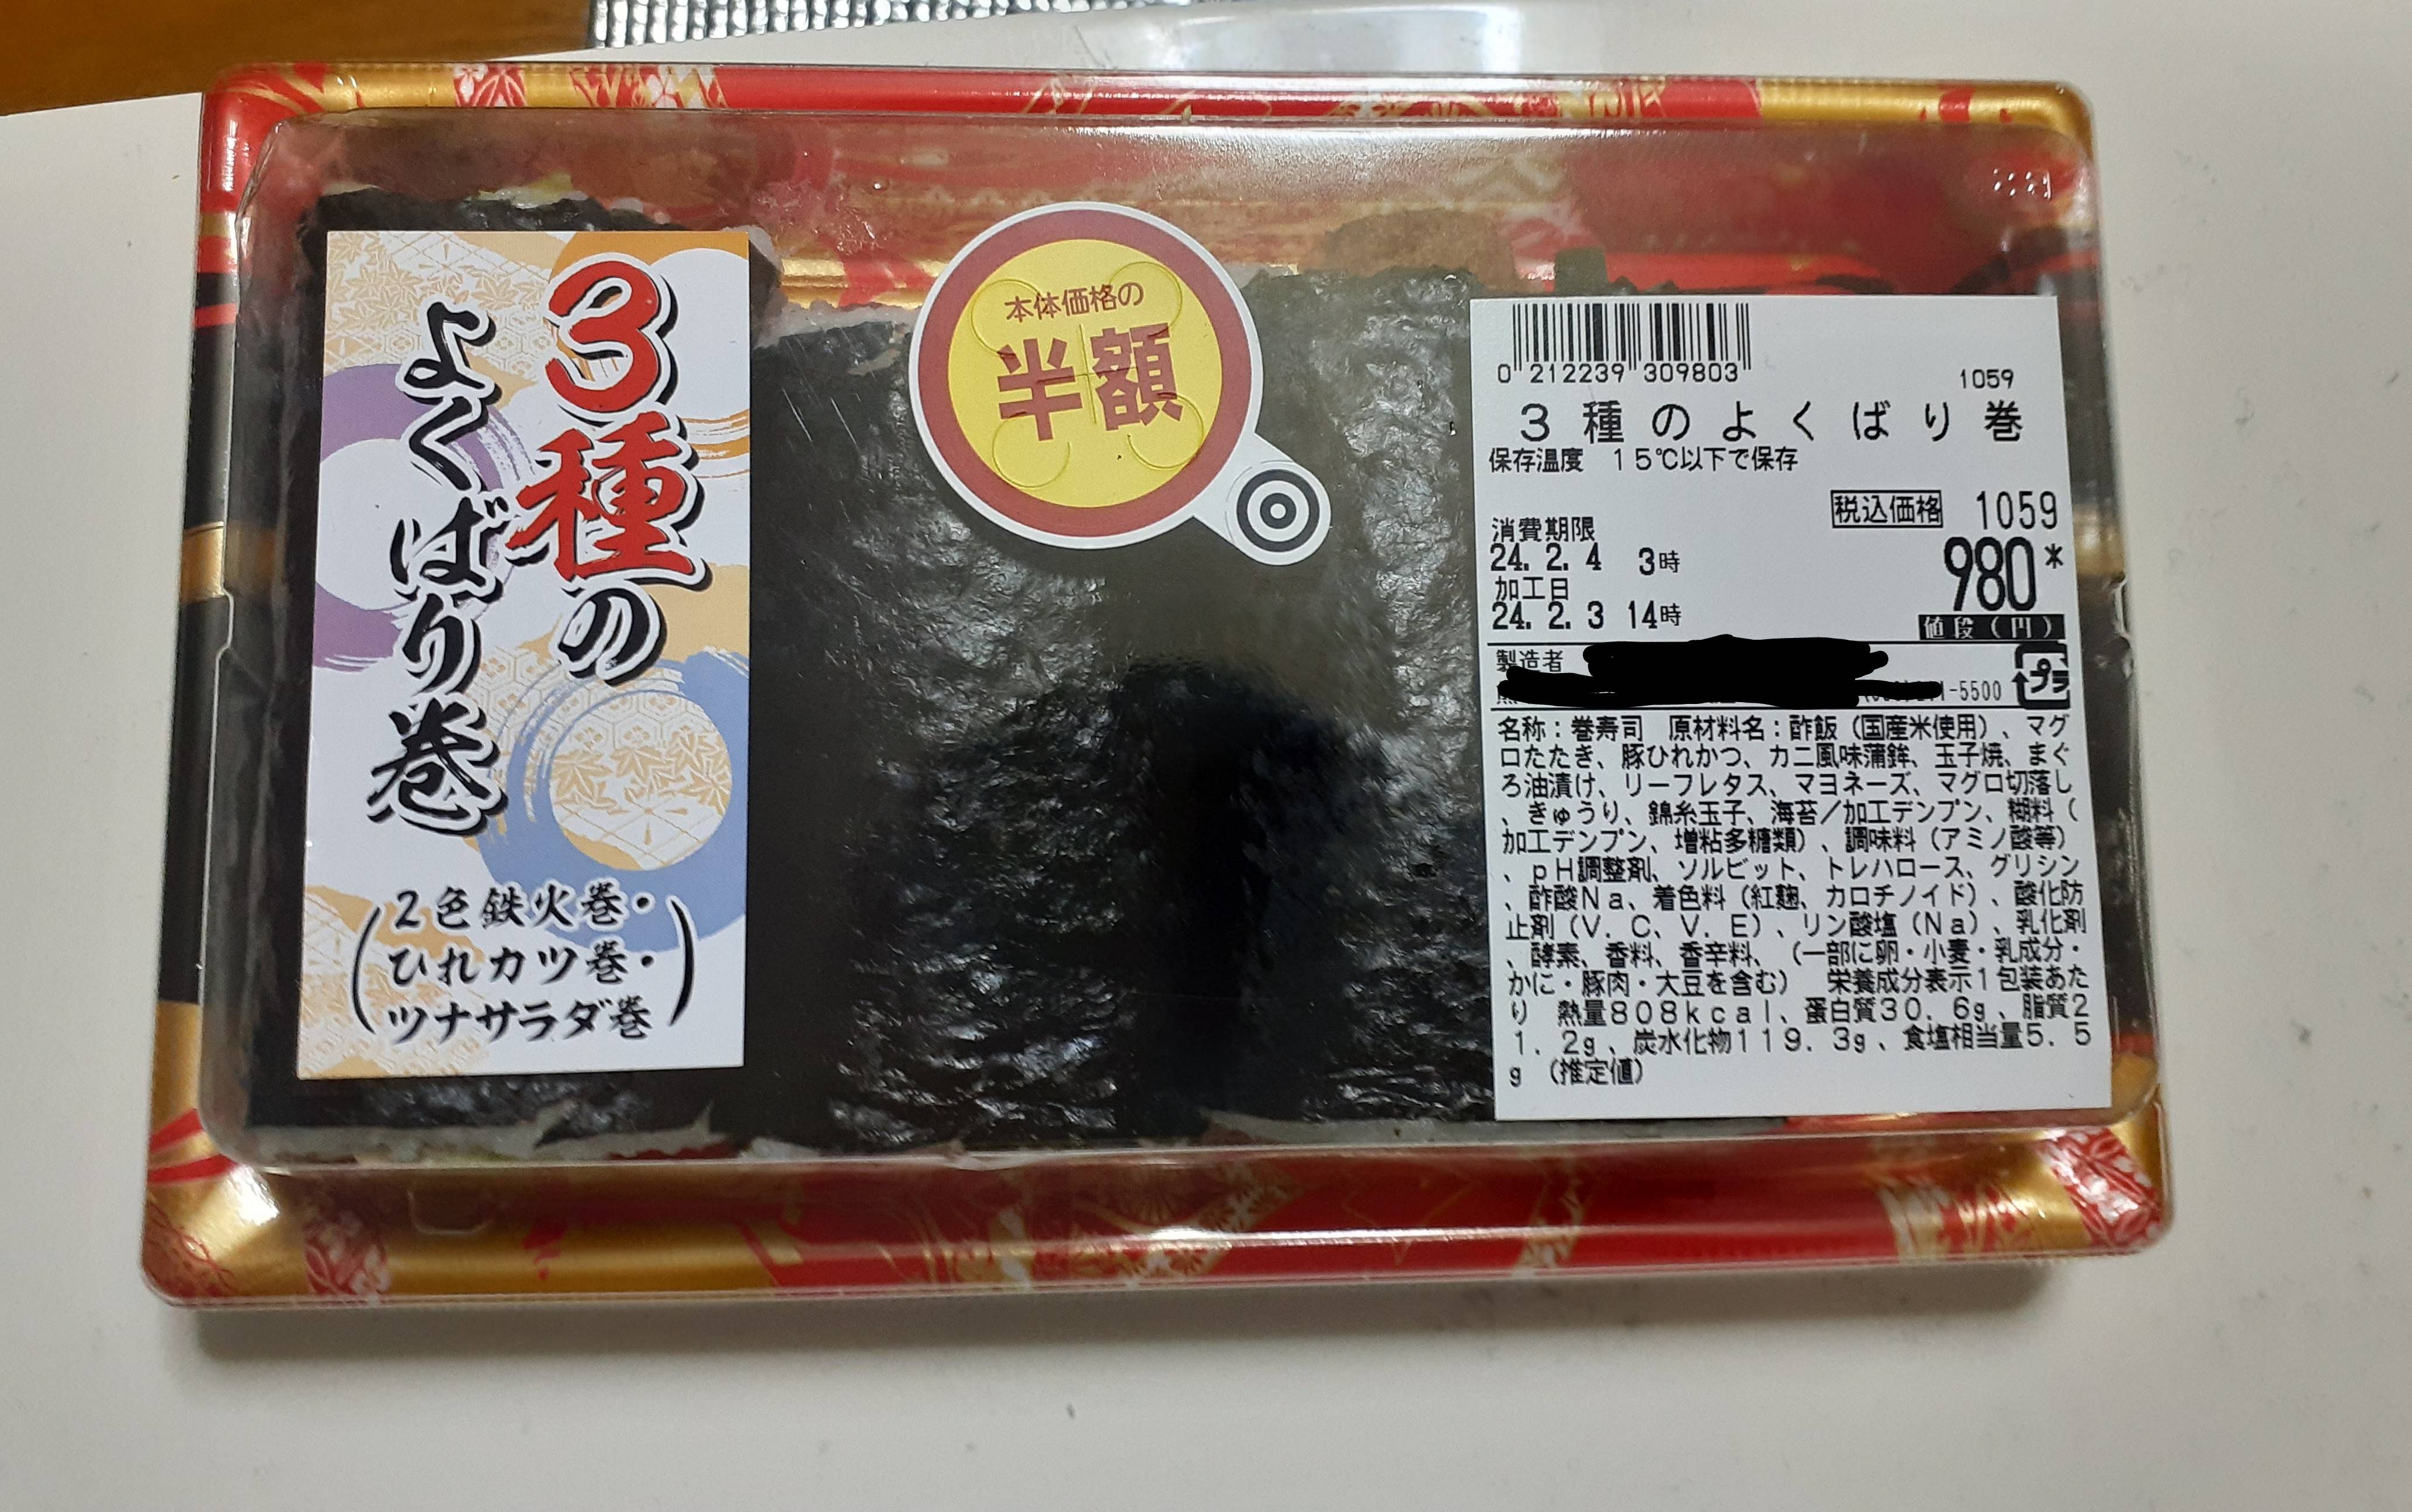 3種の
よくばり巻
(2色鉄火巻・
ひれカツ巻・
ツナサラダ巻)
本体価格の
半額
0 212239 309803
1059
3種のよくばり巻
保存温度 15℃以下で保存
税込価格 1059
消費期限
24. 2. 4 3時
980*
加工日
24. 2. 3 14時
値段(円)
製造者
1-5500
プラ
名称:巻寿司 原材料名:酢飯(国産米使用)、マグ
ロたたき、豚ひれかつ、カニ風味蒲鉾、玉子焼、まぐ
ろ油漬け、リーフレタス、マヨネーズ、マグロ切落し
、きゅうり、錦糸玉子、海苔/加工デンプン、糊料(
加工デンプン、増粘多糖類)、調味料(アミノ酸等)
、pH調整剤、ソルビット、トレハロース、グリシン
、酢酸Na、着色料(紅麹、カロチノイド)、酸化防
止剤(V.C、V.E)、リン酸塩(Na)、乳化剤
、酵素、香料、香辛料、(一部に卵・小麦・乳成分・
かに・豚肉・大豆を含む) 栄養成分表示1包装あた
り 熱量808kcal、蛋白質30.6g、脂質2
1.2g、炭水化物119.3g、食塩相当量5.5
g (推定値)